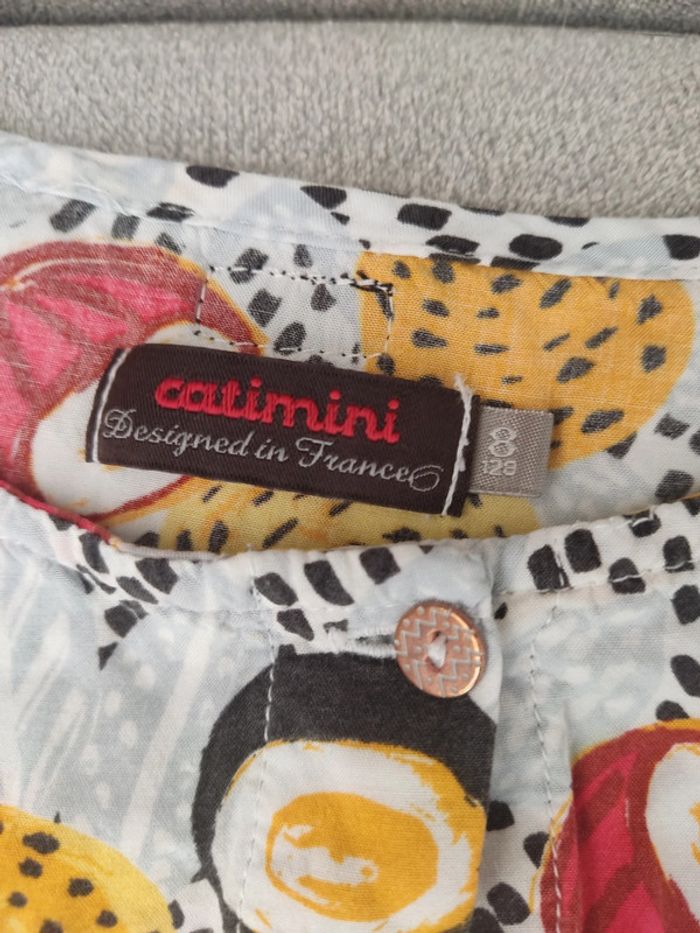 catimini
Designed in France
8
128